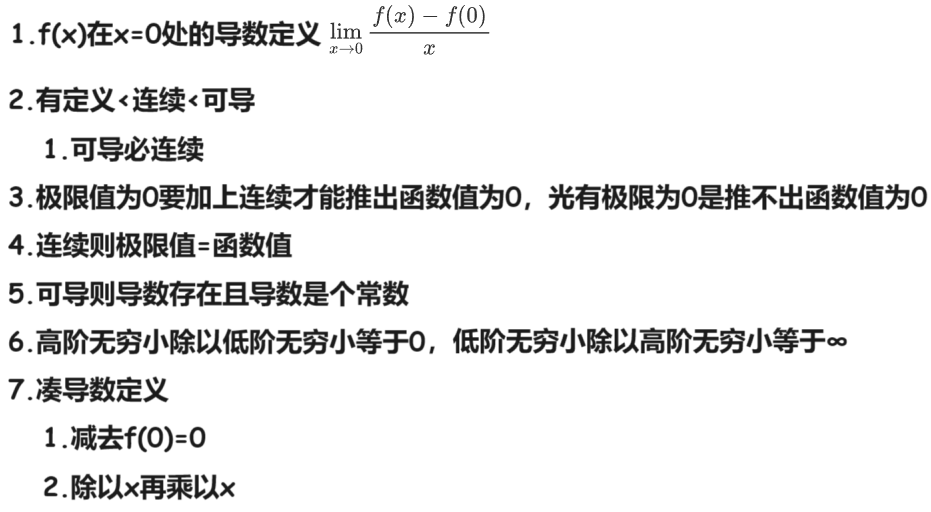 1.f(x)在x=0处的导数定义 \lim_{x \to 0} \frac{f(x) - f(0)}{x}
2.有定义<连续<可导
1.可导必连续
3.极限值为0要加上连续才能推出函数值为0，光有极限为0是推不出函数值为0
4.连续则极限值=函数值
5.可导则导数存在且导数是个常数
6.高阶无穷小除以低阶无穷小等于0，低阶无穷小除以高阶无穷小等于∞
7.凑导数定义
1.减去f(0)=0
2.除以x再乘以x